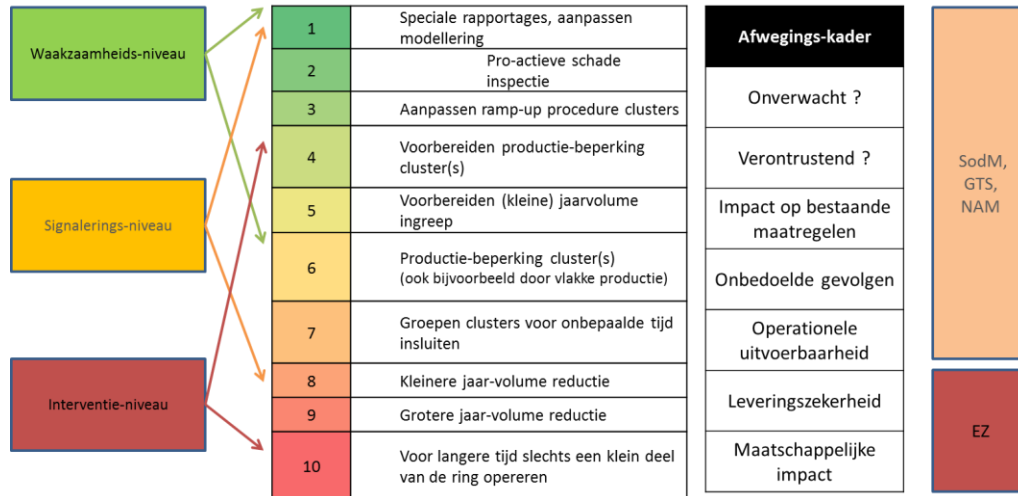 Waakzaamheids-niveau
Signalerings-niveau
Interventie-niveau
1
Speciale rapportages, aanpassen
modellering
2
Pro-actieve schade
inspectie
3
Aanpassen ramp-up procedure clusters
4
Voorbereiden productie-beperking
cluster(s)
5
Voorbereiden (kleine) jaarvolume
ingreep
6
Productie-beperking cluster(s)
(ook bijvoorbeeld door vlakke productie)
7
Groepen clusters voor onbepaalde tijd
insluiten
8
Kleinere jaar-volume reductie
9
Grotere jaar-volume reductie
10
Voor langere tijd slechts een klein deel
van de ring opereren
Afwegings-kader
Onverwacht ?
Verontrustend ?
Impact op bestaande
maatregelen
Onbedoelde gevolgen
Operationele
uitvoerbaarheid
Leveringszekerheid
Maatschappelijke
impact
SodM,
GTS,
NAM
EZ